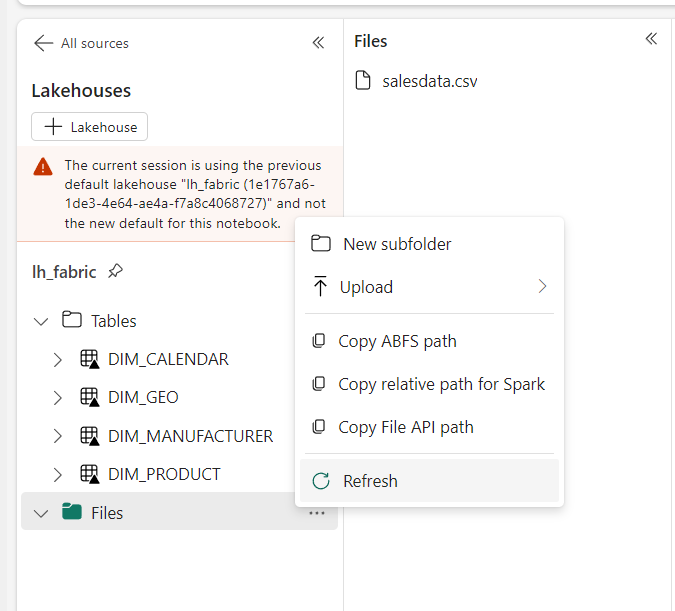 All sources
Lakehouses
Lakehouse
The current session is using the previous
default lakehouse "lh_fabric (1e1767a6-
1de3-4e64-ae4a-f7a8c4068727)" and not
the new default for this notebook.
lh_fabric
Tables
DIM_CALENDAR
DIM_GEO
DIM_MANUFACTURER
DIM_PRODUCT
Files
Files
salesdata.csv
New subfolder
Upload
Copy ABFS path
Copy relative path for Spark
Copy File API path
Refresh